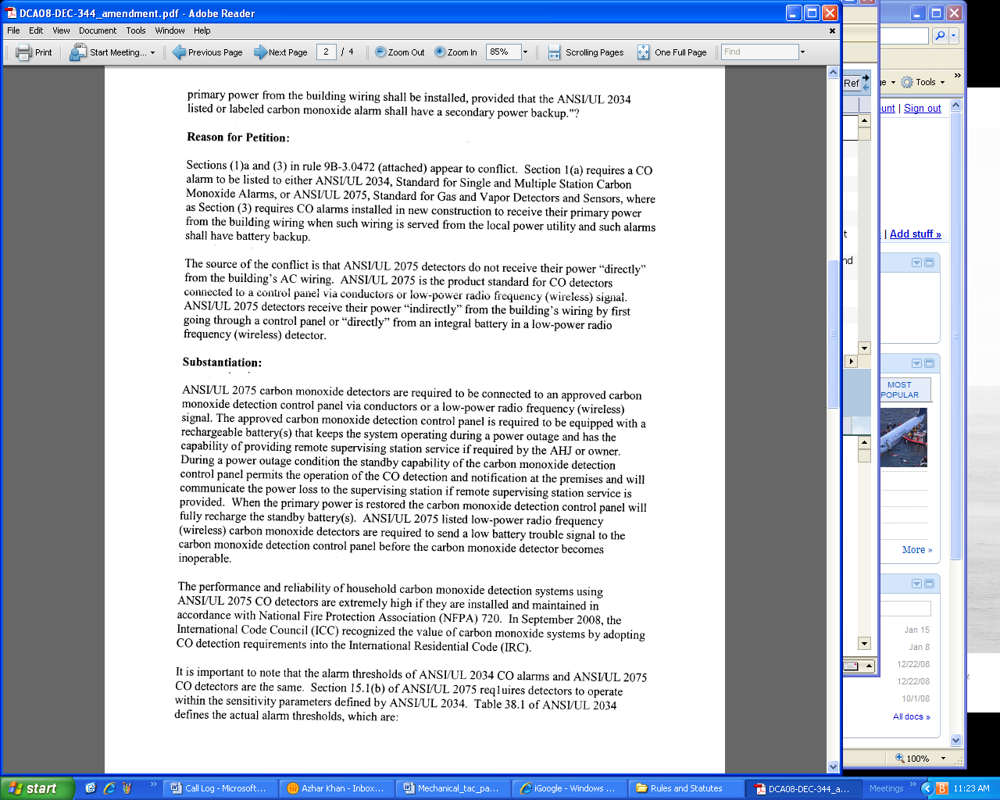 DCA08-DEC-344_amendment.pdf - Adobe Reader
File Edit View Document Tools Window Help
Print Start Meeting... Previous Page Next Page 2 / 4 Zoom Out Zoom In 85% Scrolling Pages One Full Page Find
primary power from the building wiring shall be installed, provided that the ANSI/UL 2034
listed or labeled carbon monoxide alarm shall have a secondary power backup."?
Reason for Petition:
Sections (1)a and (3) in rule 9B-3.0472 (attached) appear to conflict. Section 1(a) requires a CO
alarm to be listed to either ANSI/UL 2034, Standard for Single and Multiple Station Carbon
Monoxide Alarms, or ANSI/UL 2075, Standard for Gas and Vapor Detectors and Sensors, where
as Section (3) requires CO alarms installed in new construction to receive their primary power
from the building wiring when such wiring is served from the local power utility and such alarms
shall have battery backup.
The source of the conflict is that ANSI/UL 2075 detectors do not receive their power “directly”
from the building’s AC wiring. ANSI/UL 2075 is the product standard for CO detectors
connected to a control panel via conductors or low-power radio frequency (wireless) signal.
ANSI/UL 2075 detectors receive their power “indirectly” from the building’s wiring by first
going through a control panel or “directly” from an integral battery in a low-power radio
frequency (wireless) detector.
Substantiation:
ANSI/UL 2075 carbon monoxide detectors are required to be connected to an approved carbon
monoxide detection control panel via conductors or a low-power radio frequency (wireless)
signal. The approved carbon monoxide detection control panel is required to be equipped with a
rechargeable battery(s) that keeps the system operating during a power outage and has the
capability of providing remote supervising station service if required by the AHJ or owner.
During a power outage condition the standby capability of the carbon monoxide detection
control panel permits the operation of the CO detection and notification at the premises and will
communicate the power loss to the supervising station if remote supervising station service is
provided. When the primary power is restored the carbon monoxide detection control panel will
fully recharge the standby battery(s). ANSI/UL 2075 listed low-power radio frequency
(wireless) carbon monoxide detectors are required to send a low battery trouble signal to the
carbon monoxide detection control panel before the carbon monoxide detector becomes
inoperable.
The performance and reliability of household carbon monoxide detection systems using
ANSI/UL 2075 CO detectors are extremely high if they are installed and maintained in
accordance with National Fire Protection Association (NFPA) 720. In September 2008, the
International Code Council (ICC) recognized the value of carbon monoxide systems by adopting
CO detection requirements into the International Residential Code (IRC).
It is important to note that the alarm thresholds of ANSI/UL 2034 CO alarms and ANSI/UL 2075
CO detectors are the same. Section 15.1(b) of ANSI/UL 2075 req1uires detectors to operate
within the sensitivity parameters defined by ANSI/UL 2034. Table 38.1 of ANSI/UL 2034
defines the actual alarm thresholds, which are:
Ref
ge Tools »
unt | Sign out
t | Add stuff »
nd
MOST
POPULAR
More »
Jan 15
Jan 8
12/22/08
12/22/08
10/1/08
All docs »
100%
start » Call Log - Microsoft... Azhar Khan - Inbox... Mechanical_tac_pa... iGoogle - Windows ... Rules and Statutes DCA08-DEC-344_a... Meetings » 11:23 AM